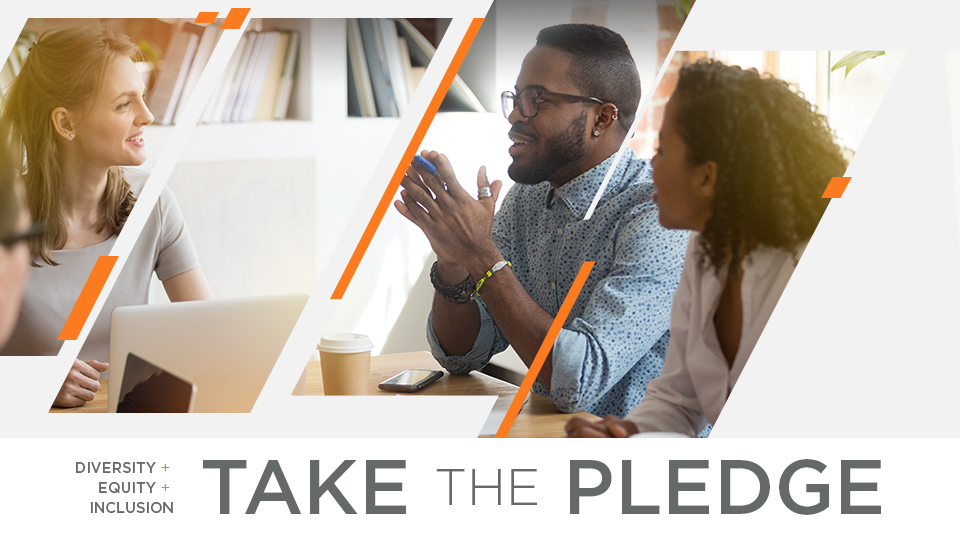 DIVERSITY +
EQUITY +
INCLUSION
TAKE THE PLEDGE